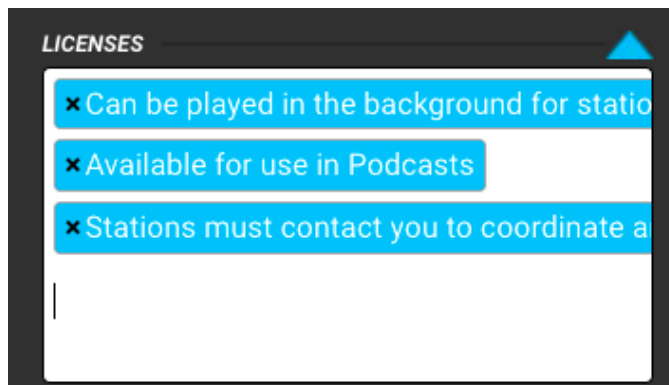 LICENSES
×Can be played in the background for statio
×Available for use in Podcasts
×Stations must contact you to coordinate a